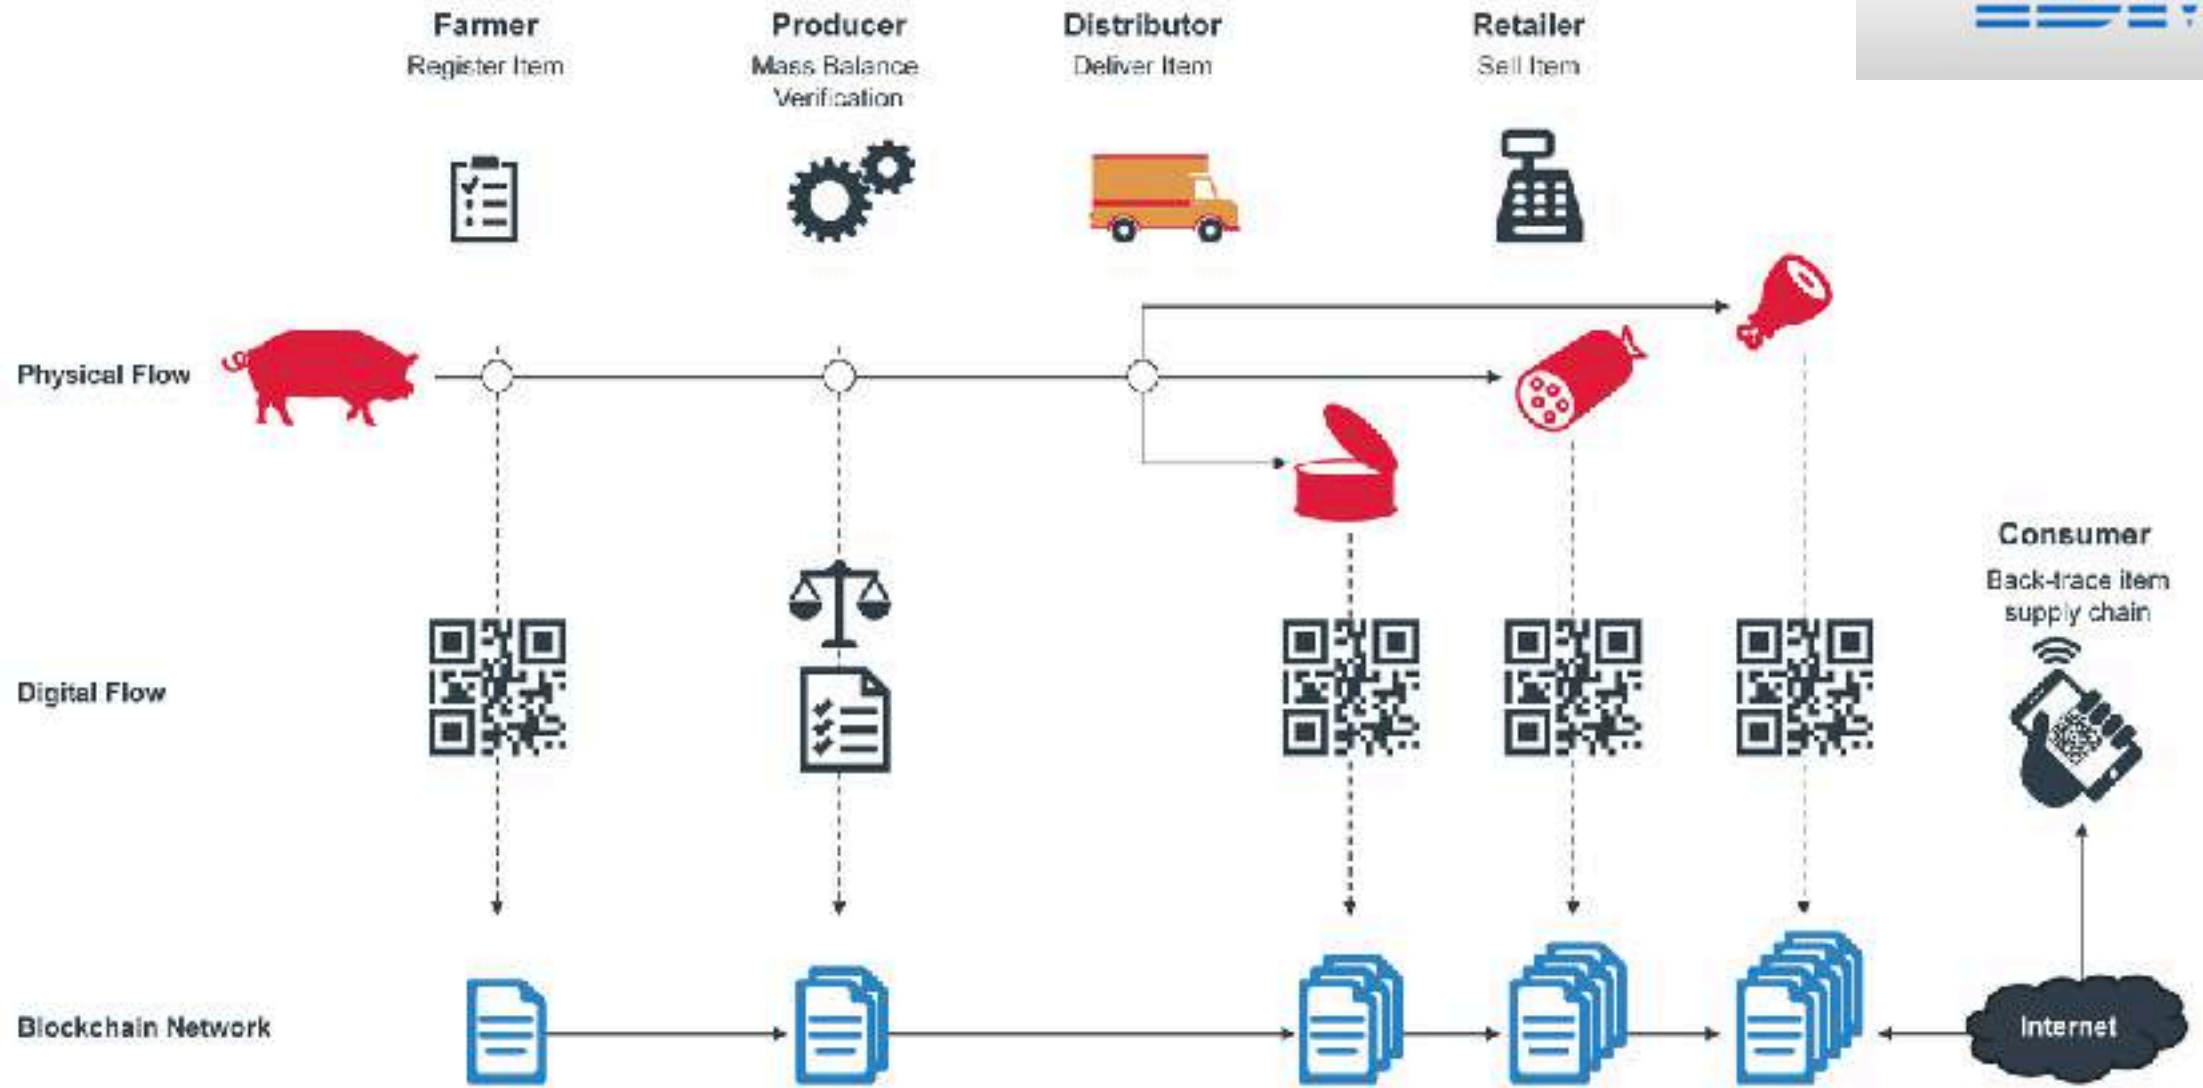 Farmer
Register Item
Producer
Mass Balance
Verification
Distributor
Deliver Item
Retailer
Sell Item
Physical Flow
Consumer
Back-trace item
supply chain
Digital Flow
Blockchain Network
Internet